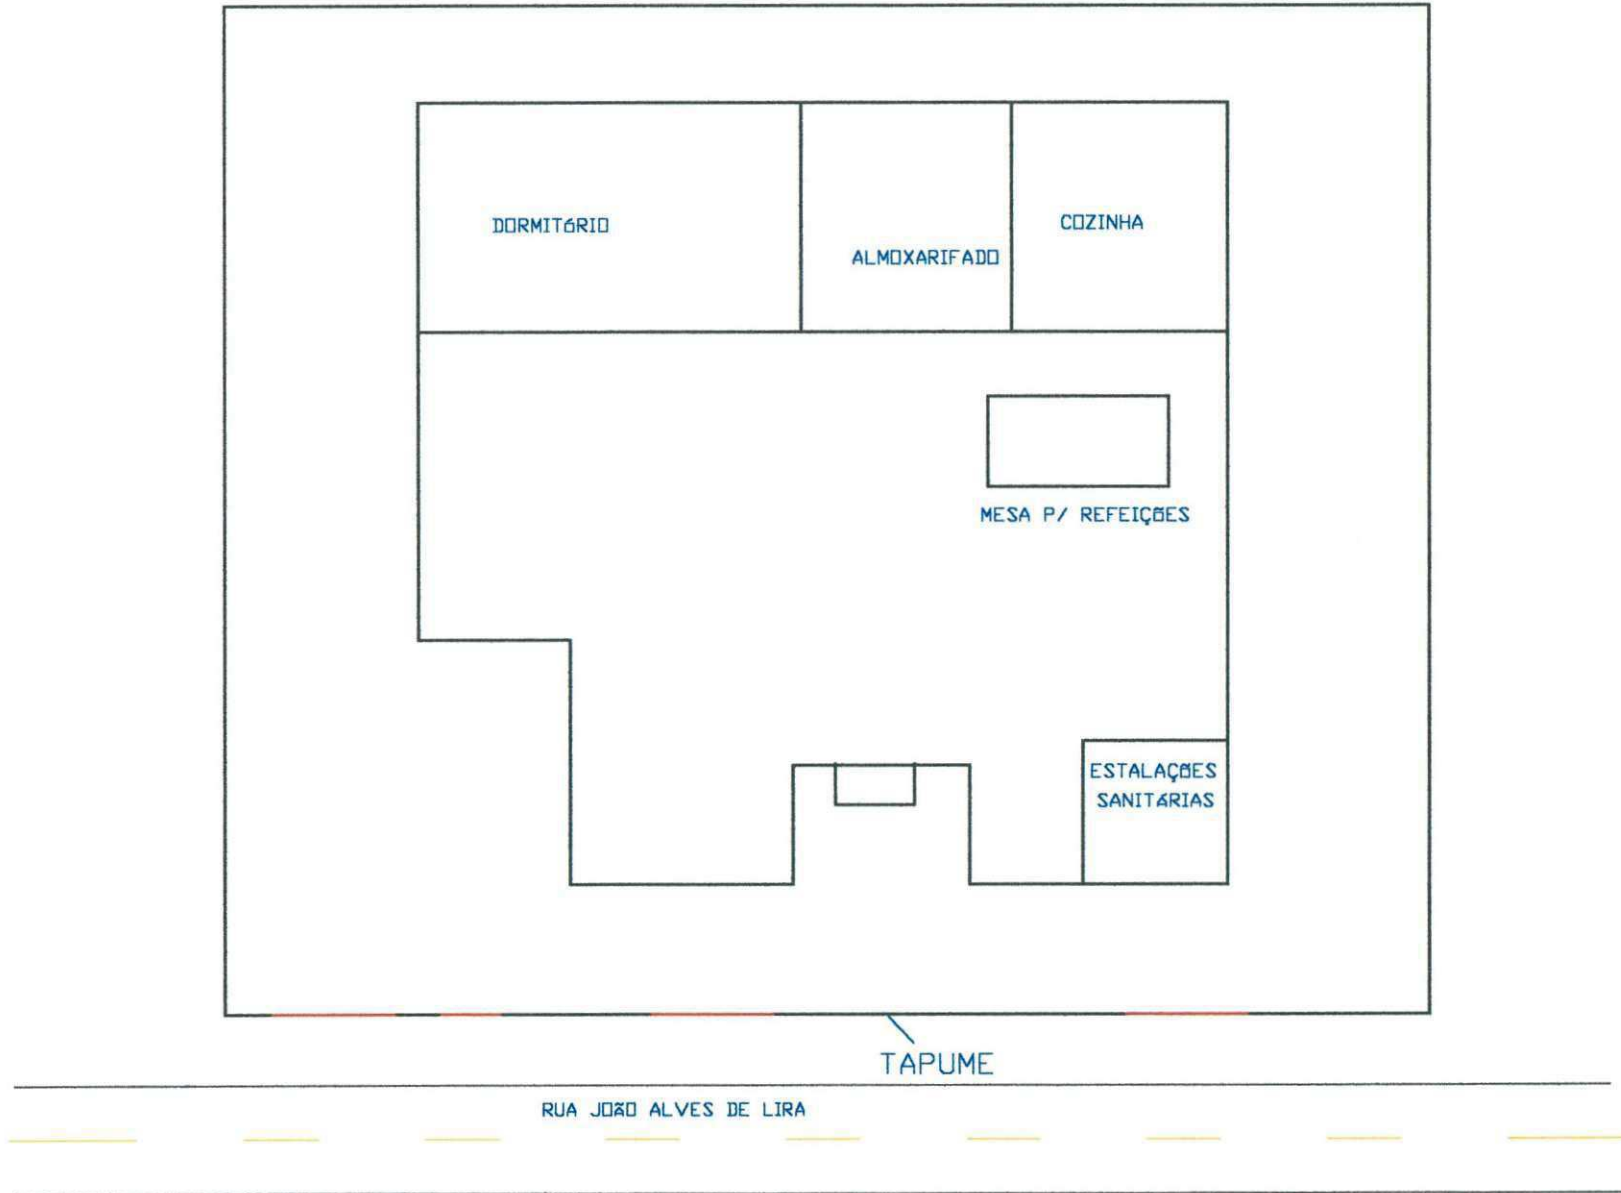 DORMITóRIO
ALMOXARIFADO
COZINHA
MESA P/ REFEIÇõES
ESTALAÇõES
SANITáRIAS
TAPUME
RUA JOãO ALVES DE LIRA